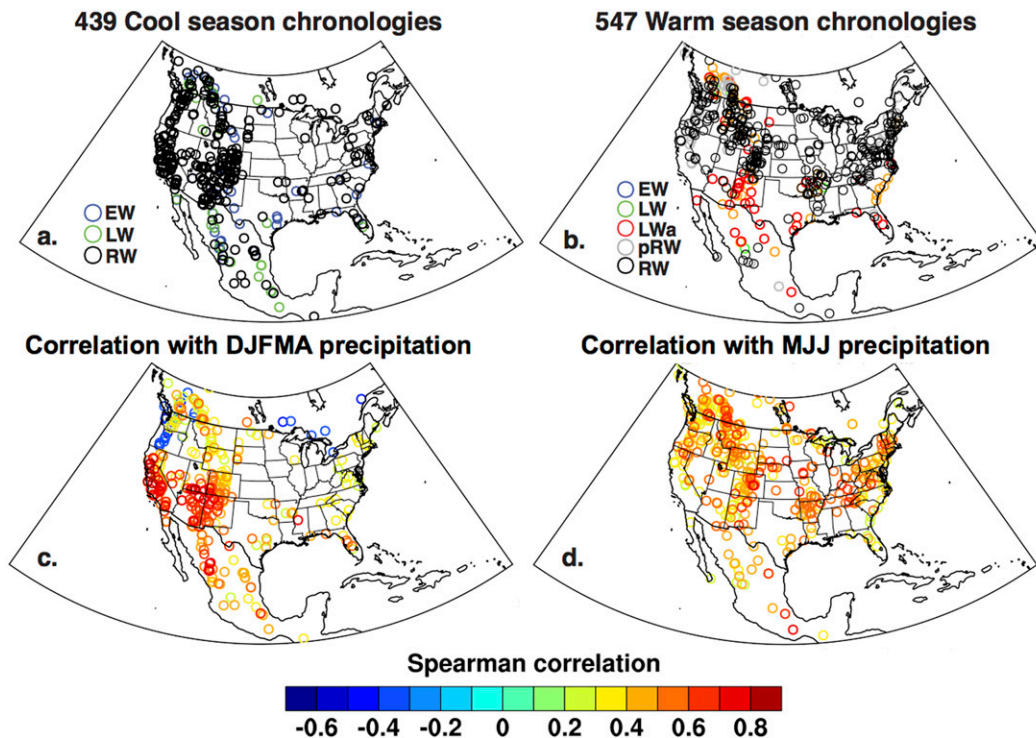 439 Cool season chronologies
547 Warm season chronologies
EW
LW
RW
a.
EW
LW
LWa
pRW
RW
b.
Correlation with DJFMA precipitation
Correlation with MJJ precipitation
c.
d.
Spearman correlation
-0.6 -0.4 -0.2 0 0.2 0.4 0.6 0.8